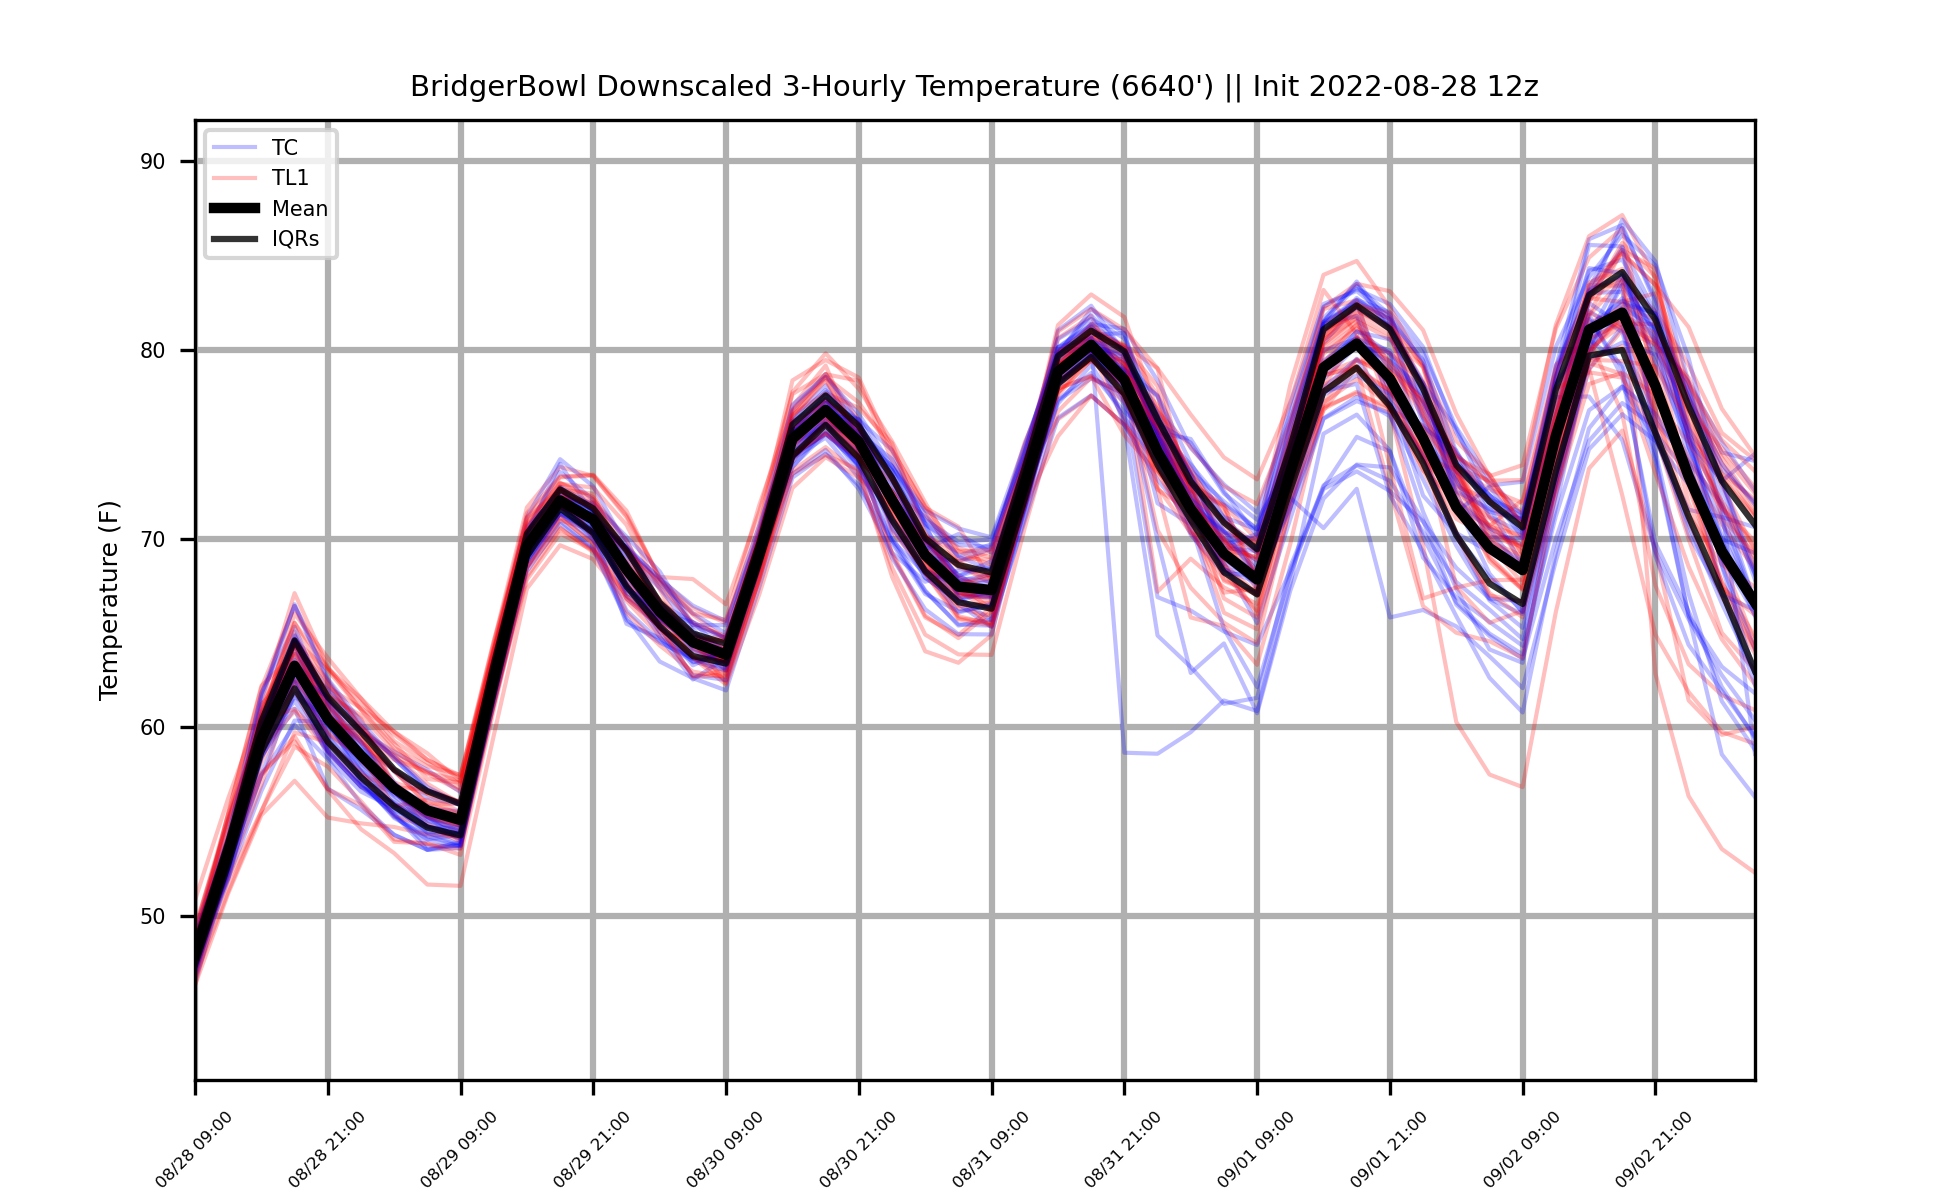 BridgerBowl Downscaled 3-Hourly Temperature (6640') || Init 2022-08-28 12z
TC
TL1
Mean
IQRs
Temperature (F)
90
80
70
60
50
08/28 09:00
08/28 21:00
08/29 09:00
08/29 21:00
08/30 09:00
08/30 21:00
08/31 09:00
08/31 21:00
09/01 09:00
09/01 21:00
09/02 09:00
09/02 21:00